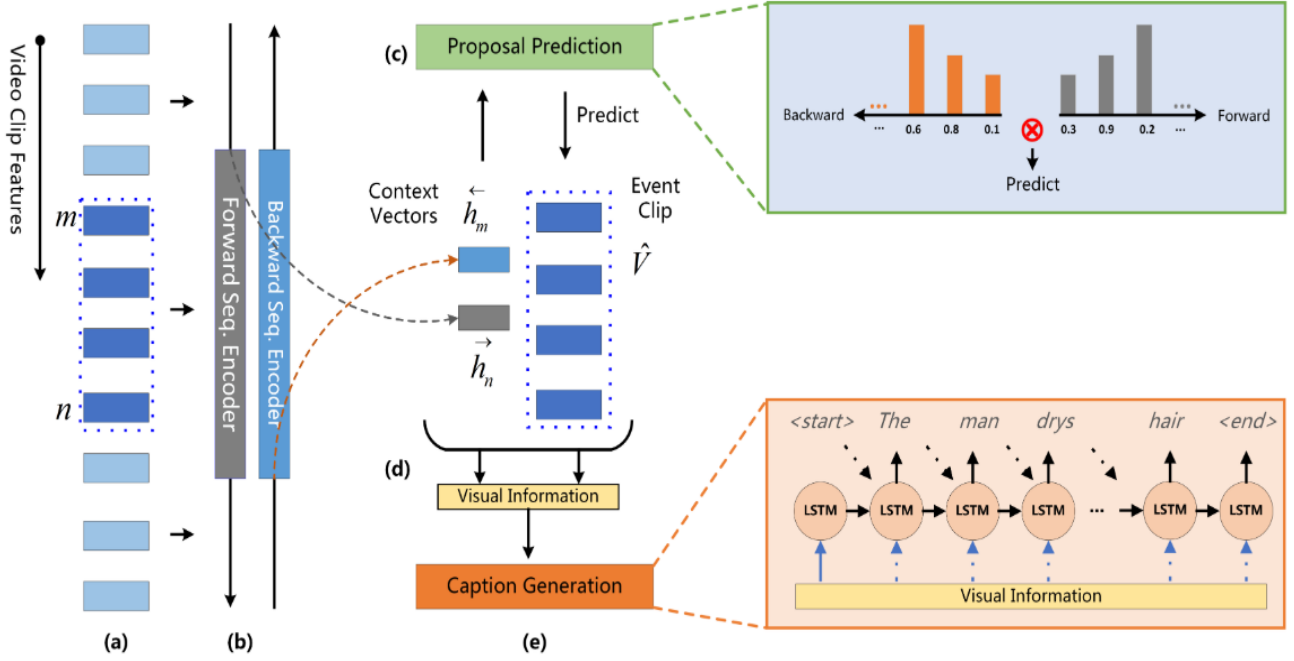 Video Clip Features
m
n
(a)
Forward Seq. Encoder
Backward Seq. Encoder
(b)
(c)
Proposal Prediction
Predict
Context
Vectors
←
h_m
→
h_n
Event
Clip
V̂
(d)
Visual Information
Caption Generation
(e)
Backward
...
...
0.6
0.8
0.1
0.3
0.9
0.2
...
...
Forward
Predict
<start> The man drys hair <end>
LSTM LSTM LSTM LSTM ... LSTM LSTM
Visual Information